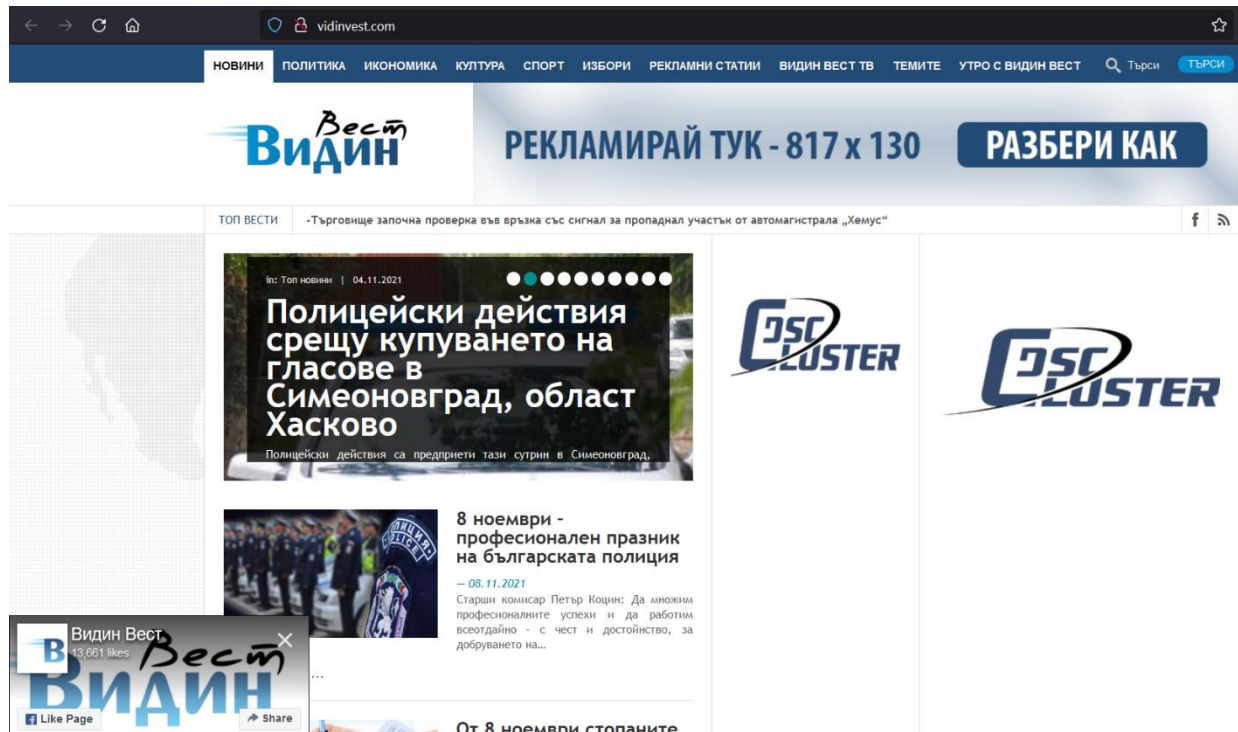 vidinvest.com
НОВИНИ ПОЛИТИКА ИКОНОМИКА КУЛТУРА СПОРТ ИЗБОРИ РЕКЛАМНИ СТАТИИ ВИДИН ВЕСТ ТВ ТЕМИТЕ УТРО С ВИДИН ВЕСТ Търси ТЪРСИ
Вест
Видин
РЕКЛАМИРАЙ ТУК - 817 x 130 РАЗБЕРИ КАК
ТОП ВЕСТИ -Търговище започна проверка във връзка със сигнал за пропаднал участък от автомагистрала „Хемус“
in: Топ новини | 04.11.2021
Полицейски действия
срещу купуването на
гласове в
Симеоновград, област
Хасково
Полицейски действия са предприети тази сутрин в Симеоновград,
DSC
CLUSTER
DSC
CLUSTER
ПОЛИЦИЯ
POLICE
8 ноември -
професионален празник
на българската полиция
— 08.11.2021
Старши комисар Петър Коцин: Да множим
професионалните успехи и да работим
всеотдайно - с чест и достойнство, за
добруването на...
...
Видин Вест
13,661 likes
Вест
Видин
Like Page Share
От 8 ноември стопаните